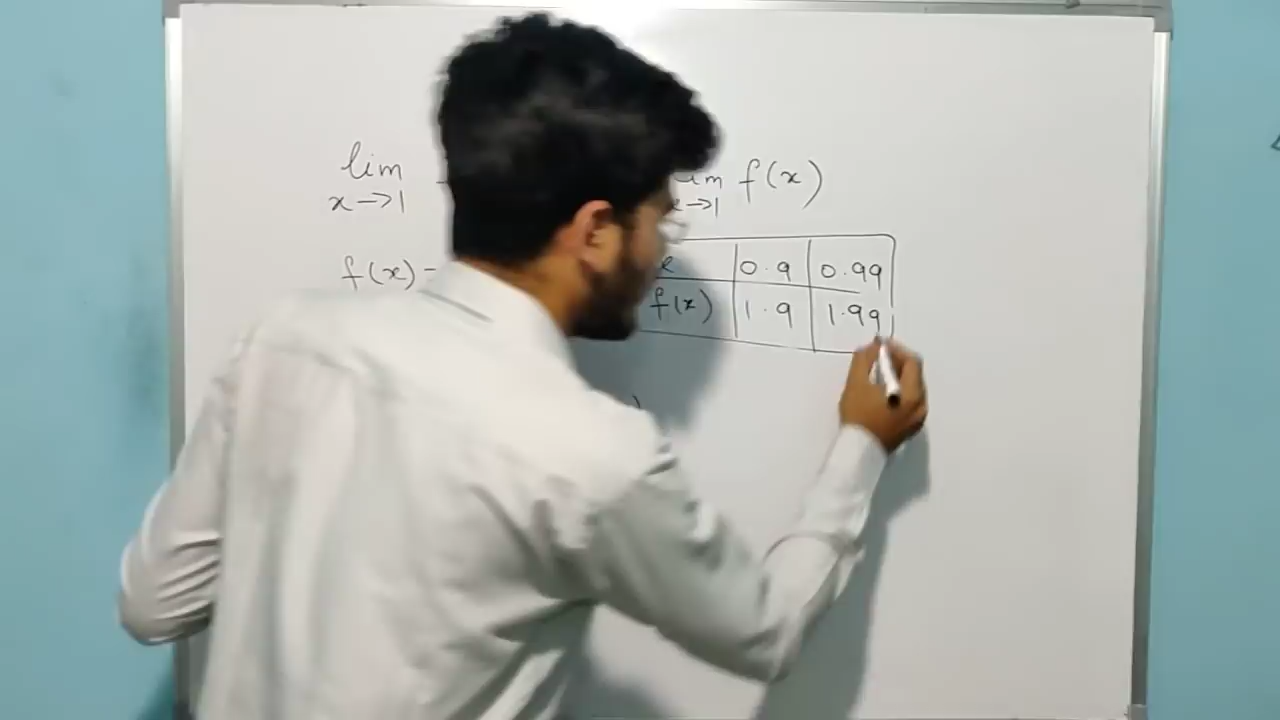 lim lim f(x)
x→1 x→1
f(x) x 0.9 0.99
f(x) 1.9 1.99
)